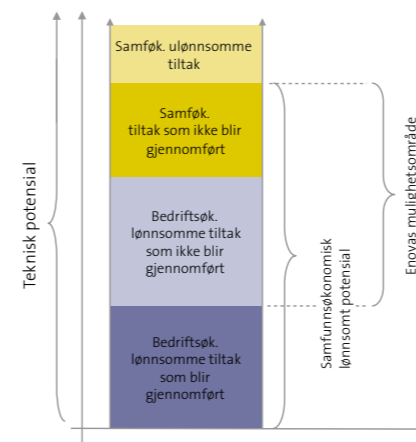 Samføk. ulønnsomme
tiltak
Samføk.
tiltak som ikke blir
gjennomført
Bedriftsøk.
lønnsomme tiltak
som ikke blir
gjennomført
Bedriftsøk.
lønnsomme tiltak
som blir
gjennomført
Teknisk potensial
Samfunnsøkonomisk
lønnsomt potensial
Enovas mulighetsområde